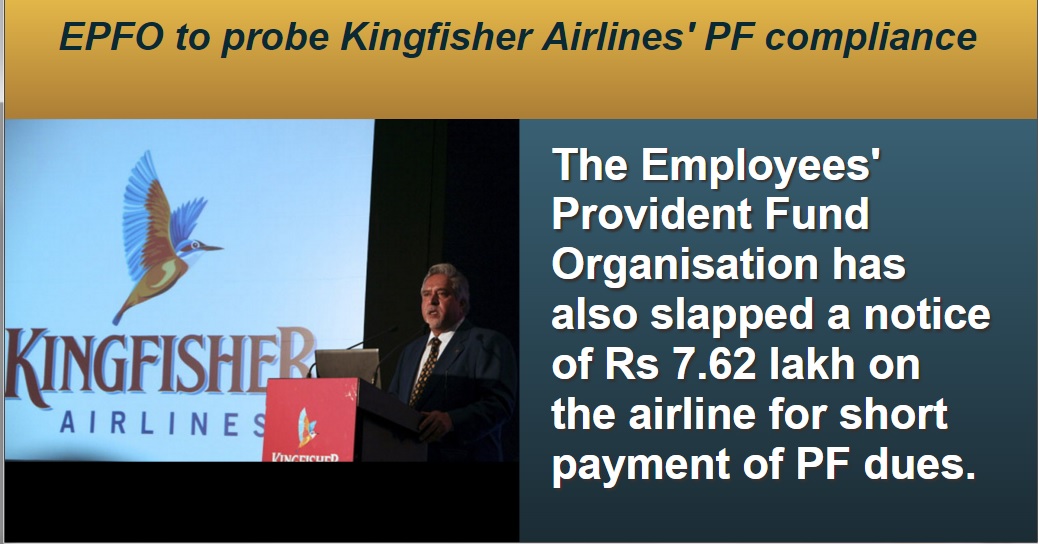 EPFO to probe Kingfisher Airlines' PF compliance
KINGFISHER
AIRLINES
KINGFISHER
The Employees'
Provident Fund
Organisation has
also slapped a notice
of Rs 7.62 lakh on
the airline for short
payment of PF dues.